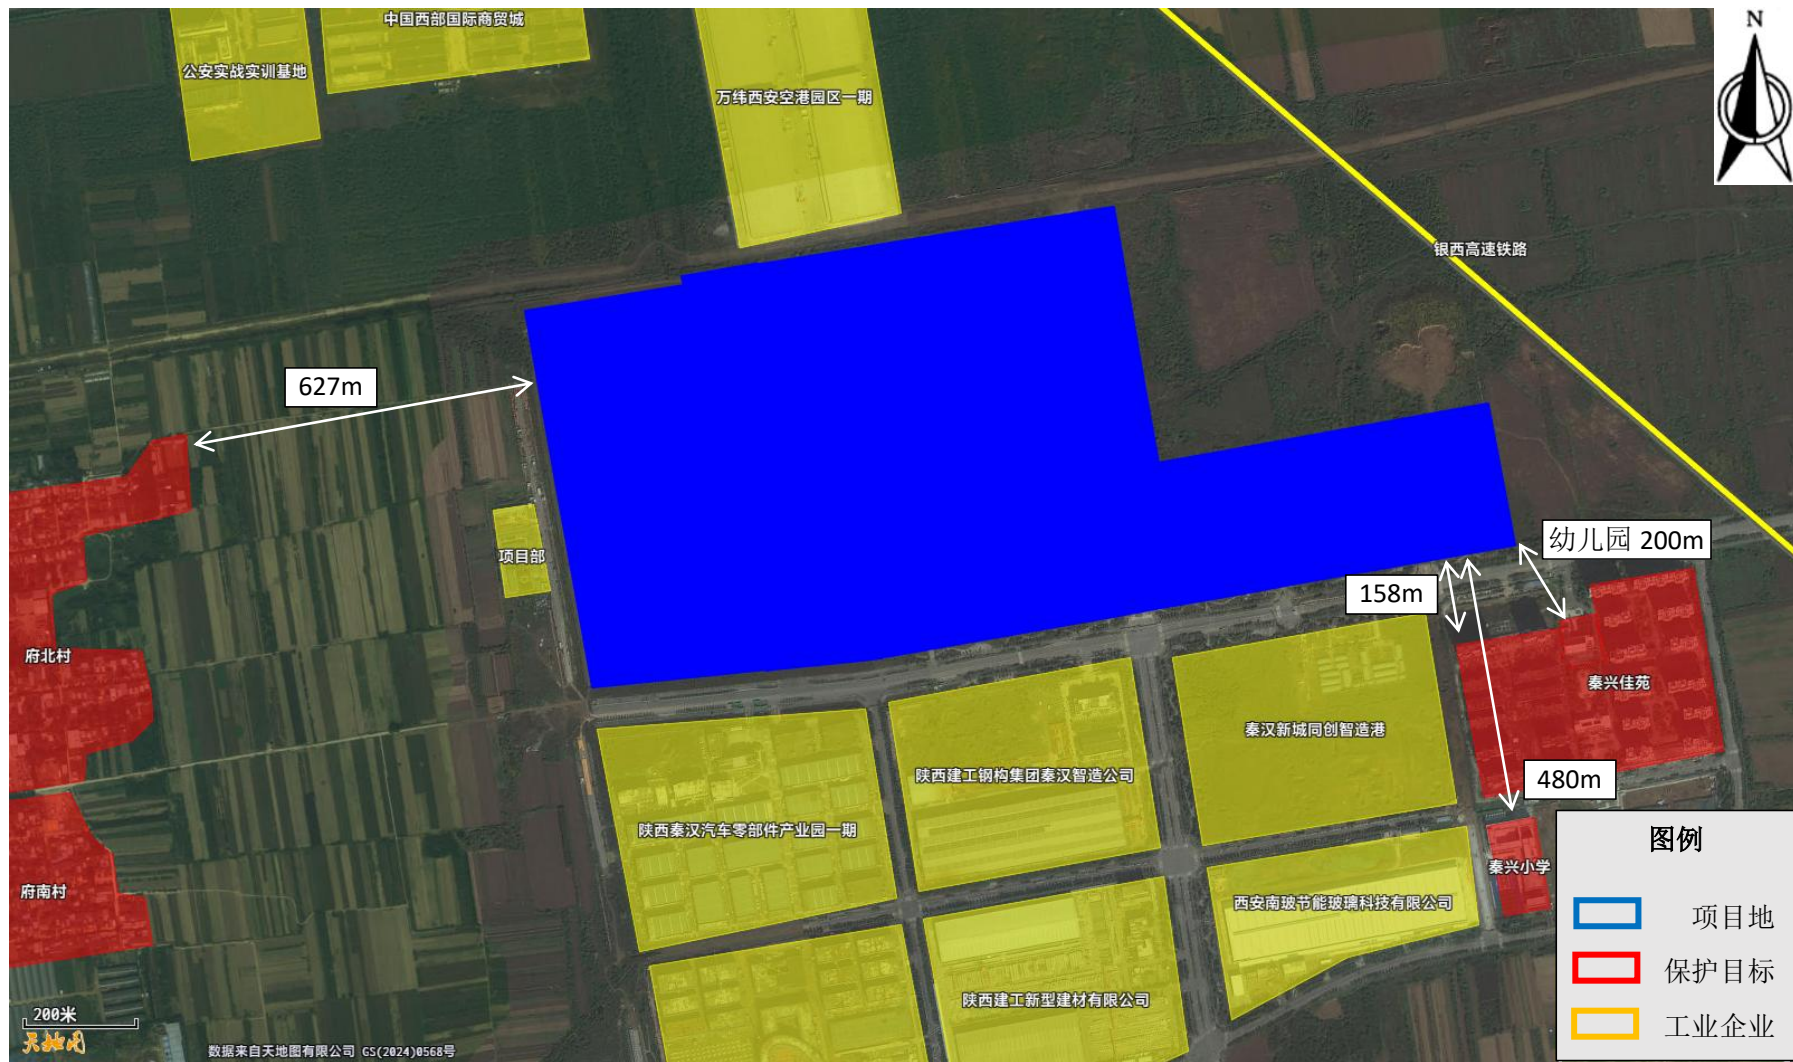 中国西部国际商贸城
N
公安实战实训基地
万纬西安空港园区一期
银西高速铁路
627m
幼儿园 200m
项目部
158m
府北村
秦兴佳苑
秦汉新城同创智造港
陕西建工钢构集团秦汉智造公司
480m
陕西秦汉汽车零部件产业园一期
图例
秦兴小学
府南村
西安南玻节能玻璃科技有限公司
项目地
保护目标
陕西建工新型建材有限公司
200米
工业企业
天地图
数据来自天地图有限公司 GS(2024)0568号